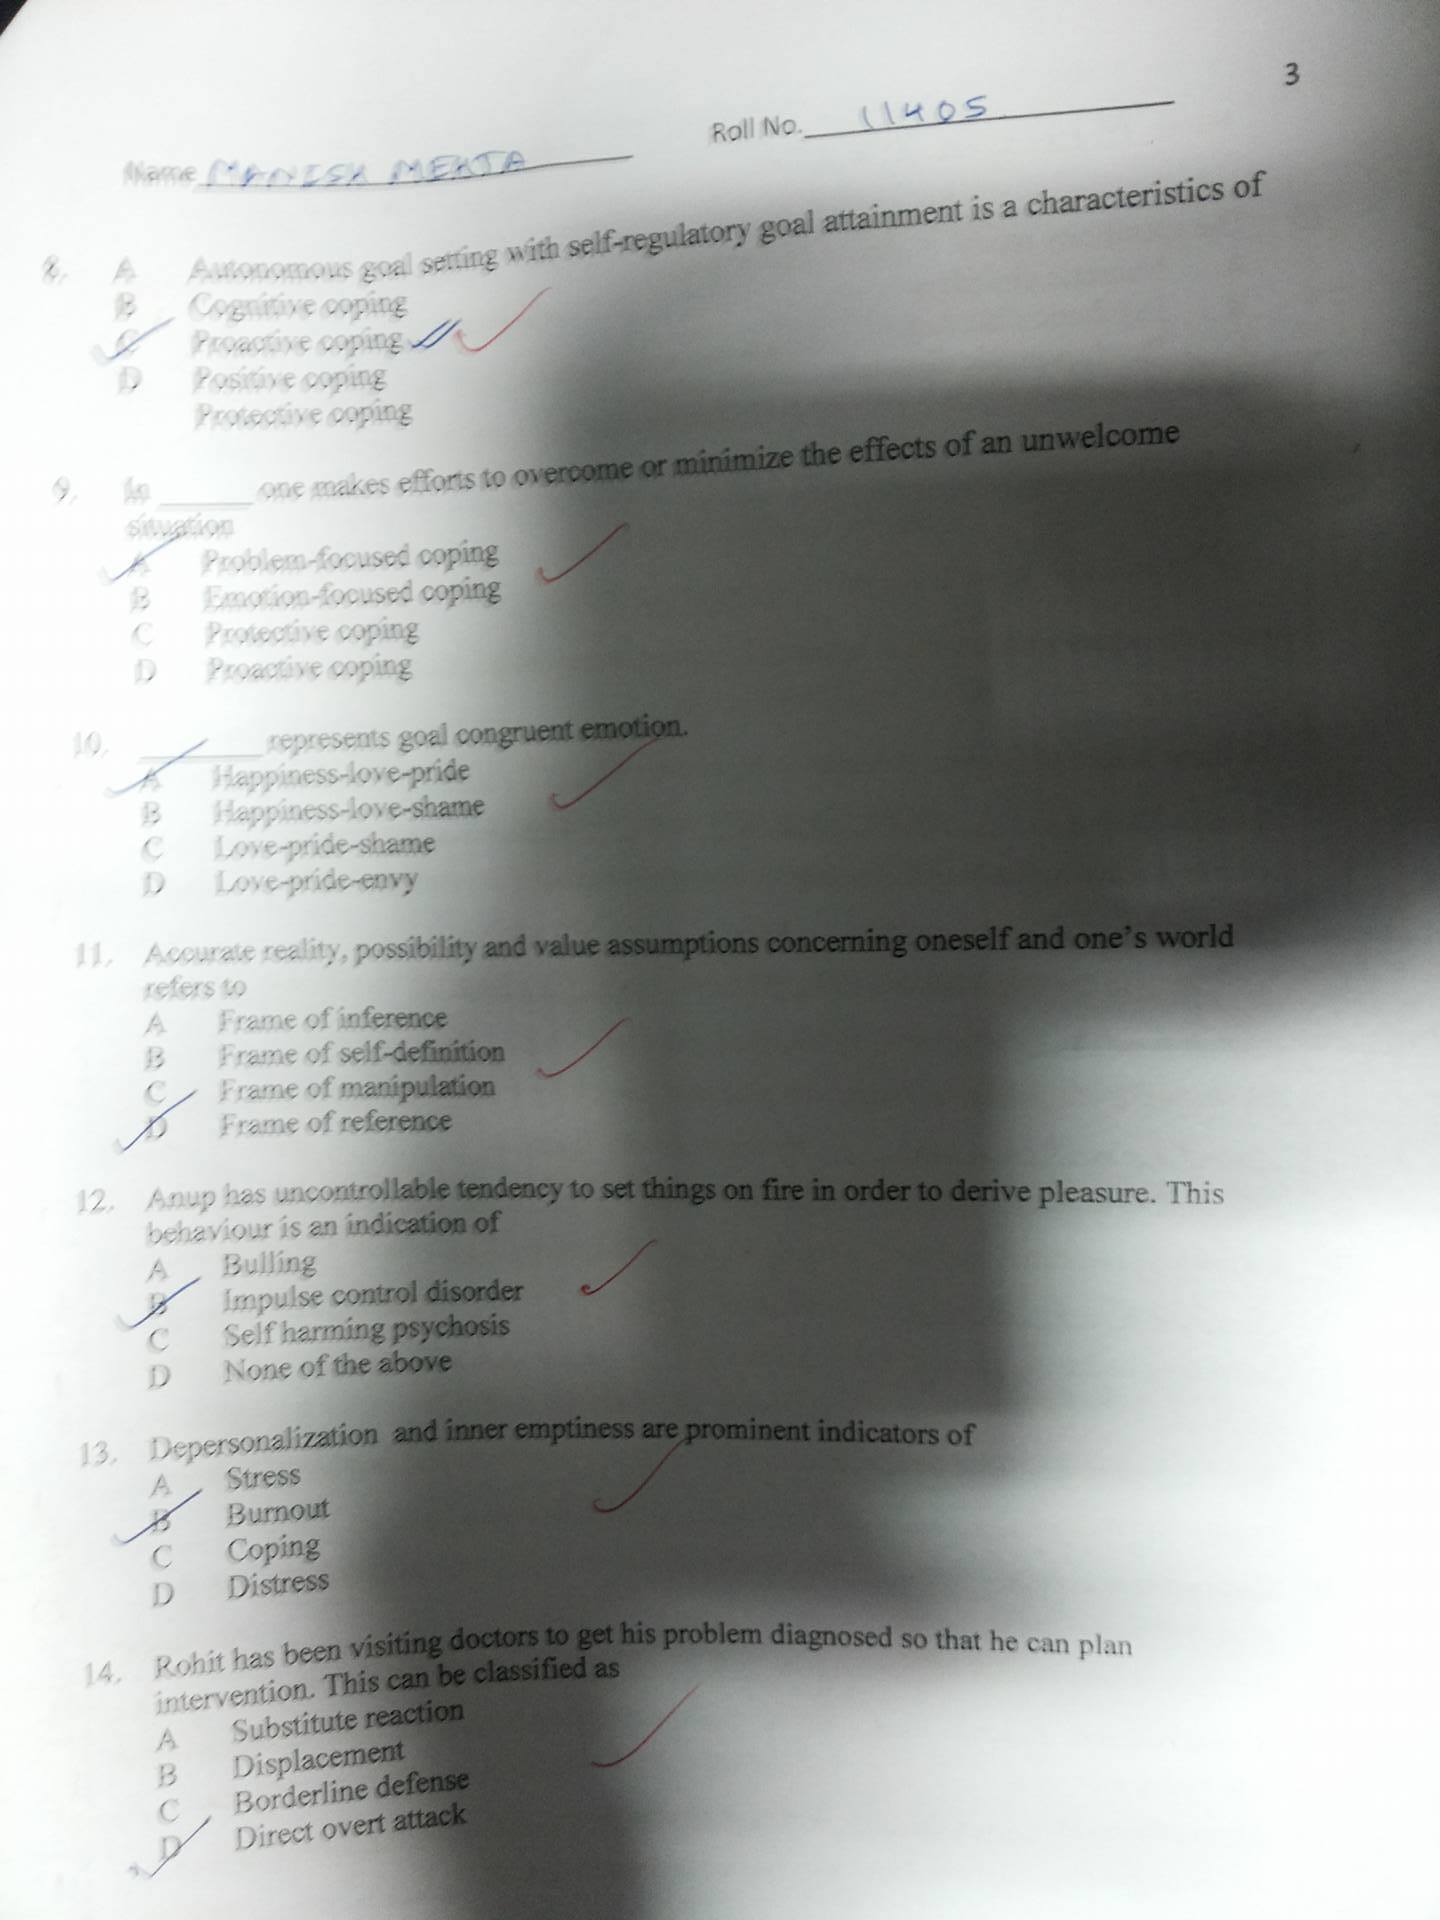 3
Roll No. 11405
Name MANISH MEHTA
8. A Autonomous goal setting with self-regulatory goal attainment is a characteristics of
B Cognitive coping
C Proactive coping
D Positive coping
Protective coping
9. In ______ one makes efforts to overcome or minimize the effects of an unwelcome
situation
A Problem-focused coping
B Emotion-focused coping
C Protective coping
D Proactive coping
10. ________ represents goal congruent emotion.
A Happiness-love-pride
B Happiness-love-shame
C Love-pride-shame
D Love-pride-envy
11. Accurate reality, possibility and value assumptions concerning oneself and one's world
refers to
A Frame of inference
B Frame of self-definition
C Frame of manipulation
D Frame of reference
12. Anup has uncontrollable tendency to set things on fire in order to derive pleasure. This
behaviour is an indication of
A Bulling
B Impulse control disorder
C Self harming psychosis
D None of the above
13. Depersonalization and inner emptiness are prominent indicators of
A Stress
B Burnout
C Coping
D Distress
14. Rohit has been visiting doctors to get his problem diagnosed so that he can plan
intervention. This can be classified as
A Substitute reaction
B Displacement
C Borderline defense
D Direct overt attack